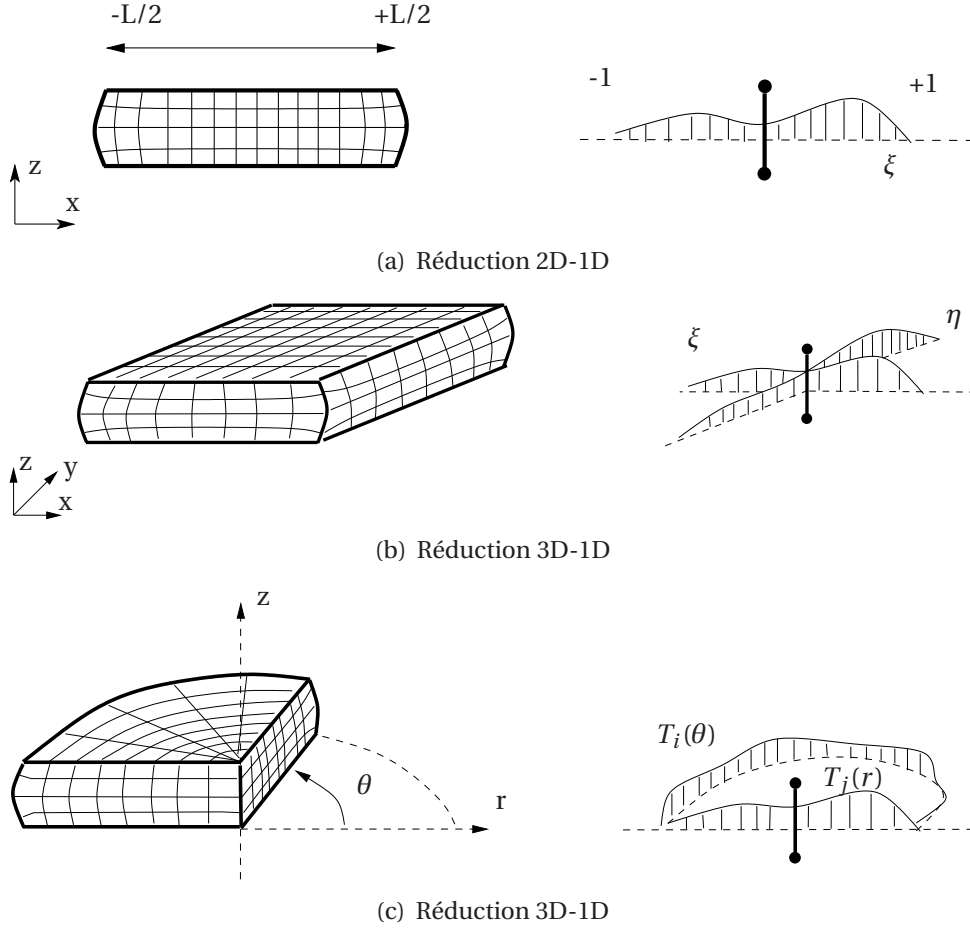 -L/2 +L/2
-1 +1
ξ
z
x
(a) Réduction 2D-1D
ξ η
z y
x
(b) Réduction 3D-1D
z
θ
r
T_i(θ)
T_j(r)
(c) Réduction 3D-1D